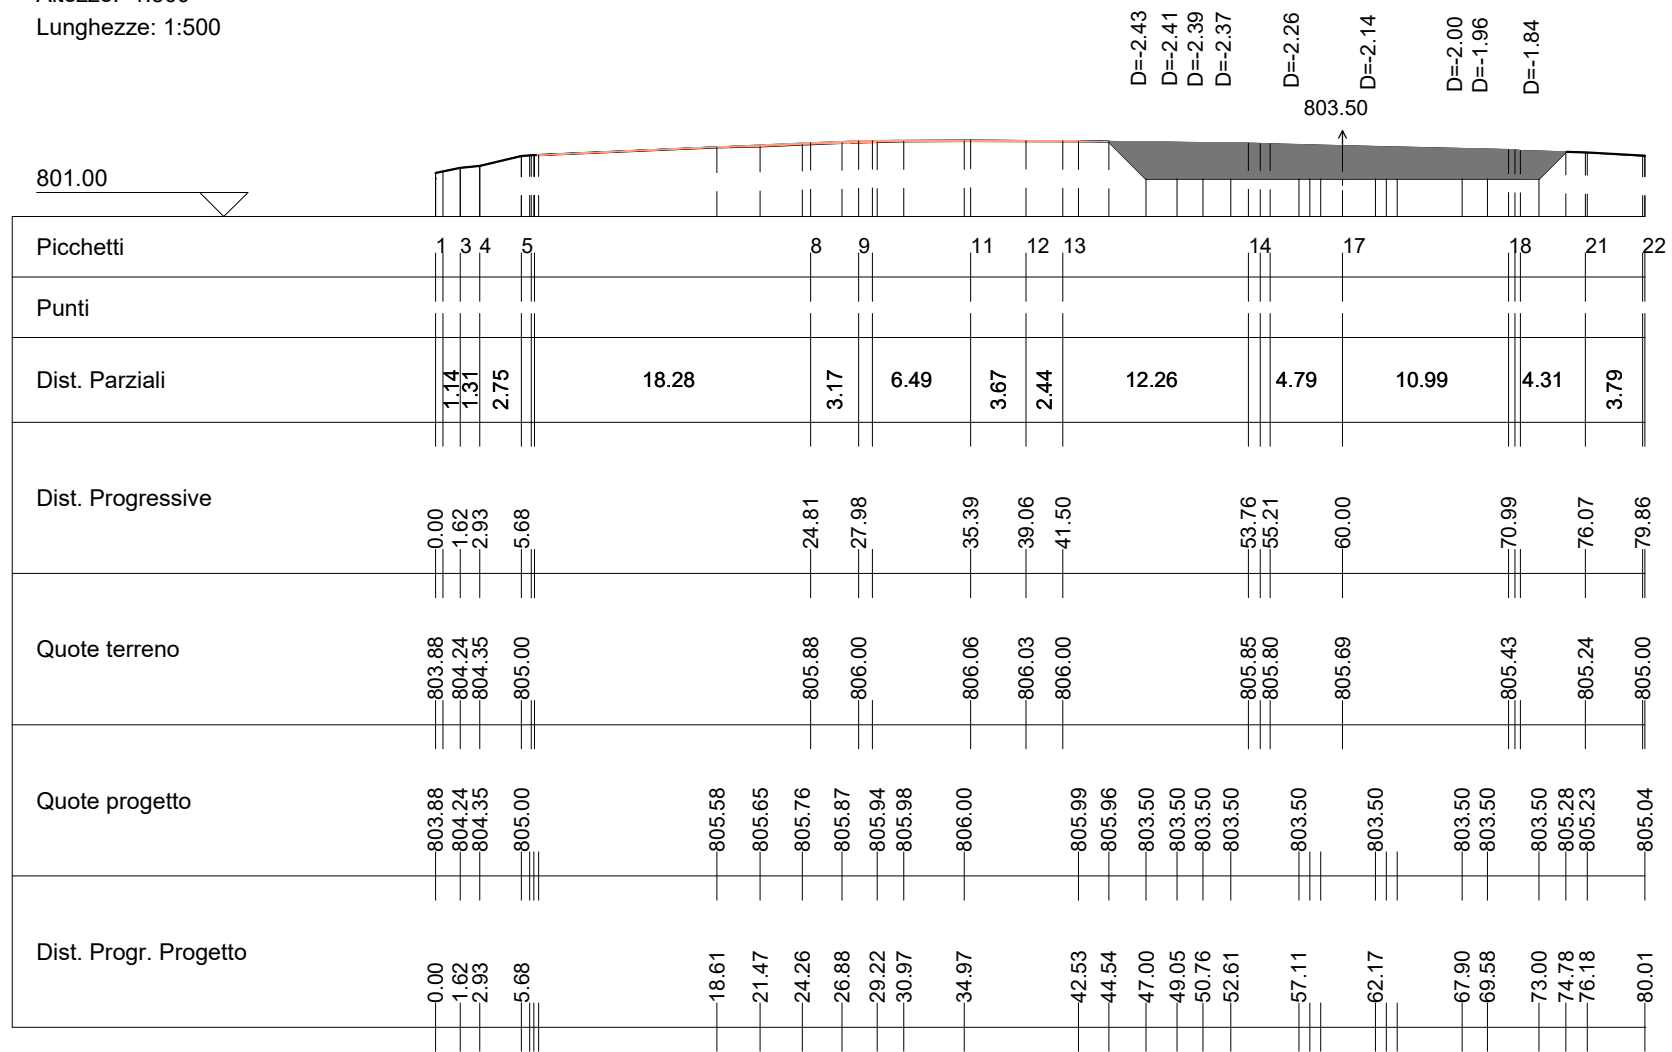 Lunghezze: 1:500
D=-2.43 D=-2.41 D=-2.39 D=-2.37 D=-2.26 D=-2.14 D=-2.00 D=-1.96 D=-1.84
803.50
801.00
Picchetti 1 3 4 5 8 9 11 12 13 14 17 18 21 22
Punti
Dist. Parziali 1.14 1.31 2.75 18.28 3.17 6.49 3.67 2.44 12.26 4.79 10.99 4.31 3.79
Dist. Progressive 0.00 1.62 2.93 5.68 24.81 27.98 35.39 39.06 41.50 53.76 55.21 60.00 70.99 76.07 79.86
Quote terreno 803.88 804.24 804.35 805.00 805.88 806.00 806.06 806.03 806.00 805.85 805.80 805.69 805.43 805.24 805.00
Quote progetto 803.88 804.24 804.35 805.00 805.58 805.65 805.76 805.87 805.94 805.98 806.00 805.99 805.96 803.50 803.50 803.50 803.50 803.50 803.50 803.50 803.50 803.50 805.28 805.23 805.04
Dist. Progr. Progetto 0.00 1.62 2.93 5.68 18.61 21.47 24.26 26.88 29.22 30.97 34.97 42.53 44.54 47.00 49.05 50.76 52.61 57.11 62.17 67.90 69.58 73.00 74.78 76.18 80.01